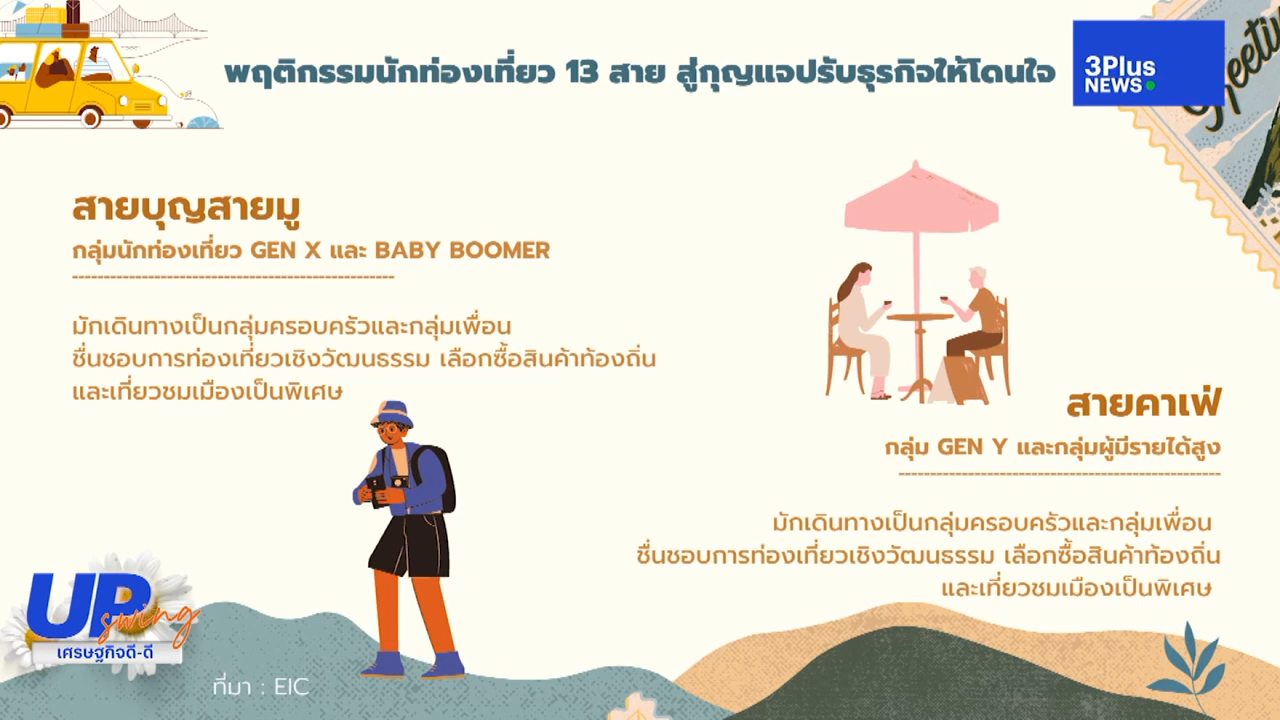 พฤติกรรมนักท่องเที่ยว 13 สาย สู่กุญแจปรับธุรกิจให้โดนใจ
3Plus
NEWS
Greeti
สายบุญสายมู
กลุ่มนักท่องเที่ยว GEN X และ BABY BOOMER
มักเดินทางเป็นกลุ่มครอบครัวและกลุ่มเพื่อน
ชื่นชอบการท่องเที่ยวเชิงวัฒนธรรม เลือกซื้อสินค้าท้องถิ่น
และเที่ยวชมเมืองเป็นพิเศษ
สายคาเฟ่
กลุ่ม GEN Y และกลุ่มผู้มีรายได้สูง
มักเดินทางเป็นกลุ่มครอบครัวและกลุ่มเพื่อน
ชื่นชอบการท่องเที่ยวเชิงวัฒนธรรม เลือกซื้อสินค้าท้องถิ่น
และเที่ยวชมเมืองเป็นพิเศษ
UP
swing
เศรษฐกิจดี-ดี
ที่มา : EIC